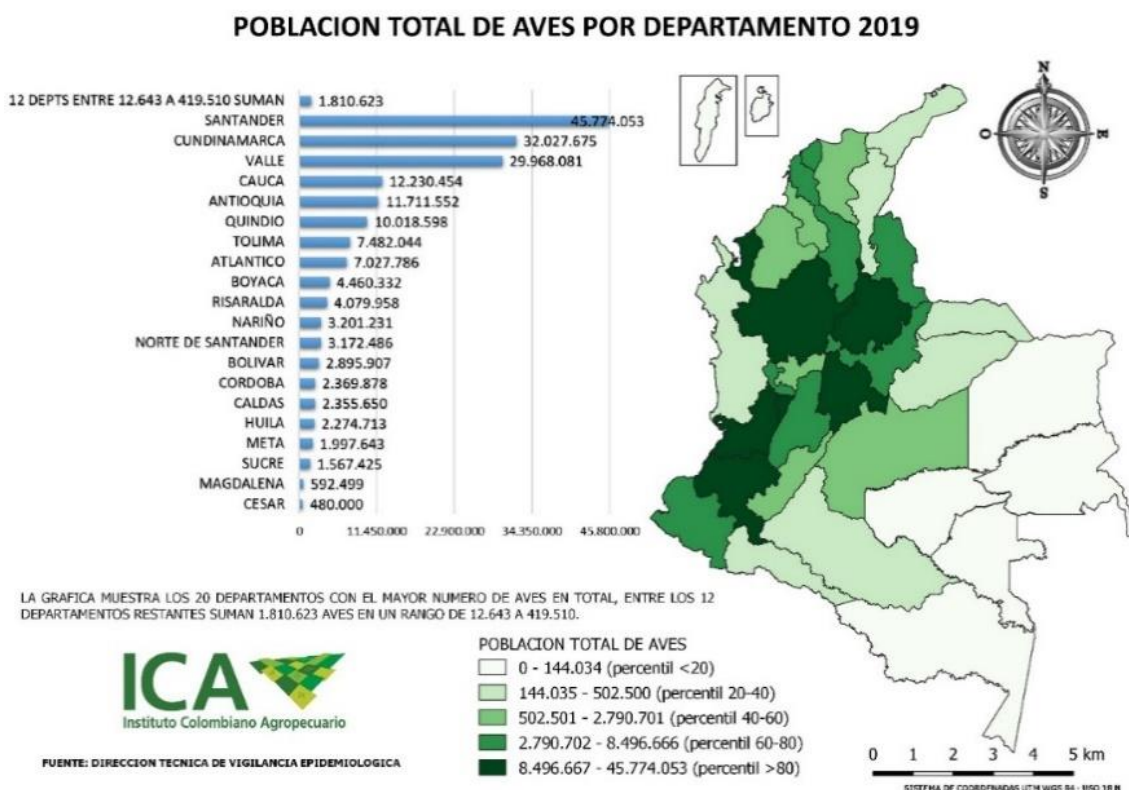 POBLACION TOTAL DE AVES POR DEPARTAMENTO 2019
12 DEPTS ENTRE 12.643 A 419.510 SUMAN 1.810.623
SANTANDER 45.774.053
CUNDINAMARCA 32.027.675
VALLE 29.968.081
CAUCA 12.230.454
ANTIOQUIA 11.711.552
QUINDIO 10.018.598
TOLIMA 7.482.044
ATLANTICO 7.027.786
BOYACA 4.460.332
RISARALDA 4.079.958
NARIÑO 3.201.231
NORTE DE SANTANDER 3.172.486
BOLIVAR 2.895.907
CORDOBA 2.369.878
CALDAS 2.355.650
HUILA 2.274.713
META 1.997.643
SUCRE 1.567.425
MAGDALENA 592.499
CESAR 480.000
0 11.450.000 22.900.000 34.350.000 45.800.000
N
O E
S
LA GRAFICA MUESTRA LOS 20 DEPARTAMENTOS CON EL MAYOR NUMERO DE AVES EN TOTAL, ENTRE LOS 12
DEPARTAMENTOS RESTANTES SUMAN 1.810.623 AVES EN UN RANGO DE 12.643 A 419.510.
ICA
Instituto Colombiano Agropecuario
FUENTE: DIRECCION TECNICA DE VIGILANCIA EPIDEMIOLOGICA
POBLACION TOTAL DE AVES
0 - 144.034 (percentil <20)
144.035 - 502.500 (percentil 20-40)
502.501 - 2.790.701 (percentil 40-60)
2.790.702 - 8.496.666 (percentil 60-80)
8.496.667 - 45.774.053 (percentil >80)
0 1 2 3 4 5 km
SISTEMA DE COORDENADAS UTM WGS 84 - HSO 18 N